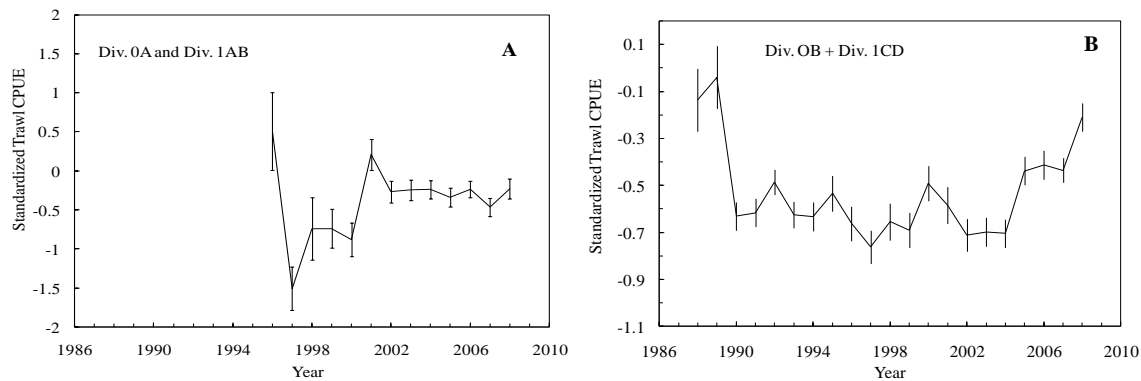 2
1.5
1
0.5
0
-0.5
-1
-1.5
-2
Standardized Trawl CPUE
Div. 0A and Div. 1AB
A
1986 1990 1994 1998 2002 2006 2010
Year
0.1
-0.1
-0.3
-0.5
-0.7
-0.9
-1.1
Standardized Trawl CPUE
Div. OB + Div. 1CD
B
1986 1990 1994 1998 2002 2006 2010
Year